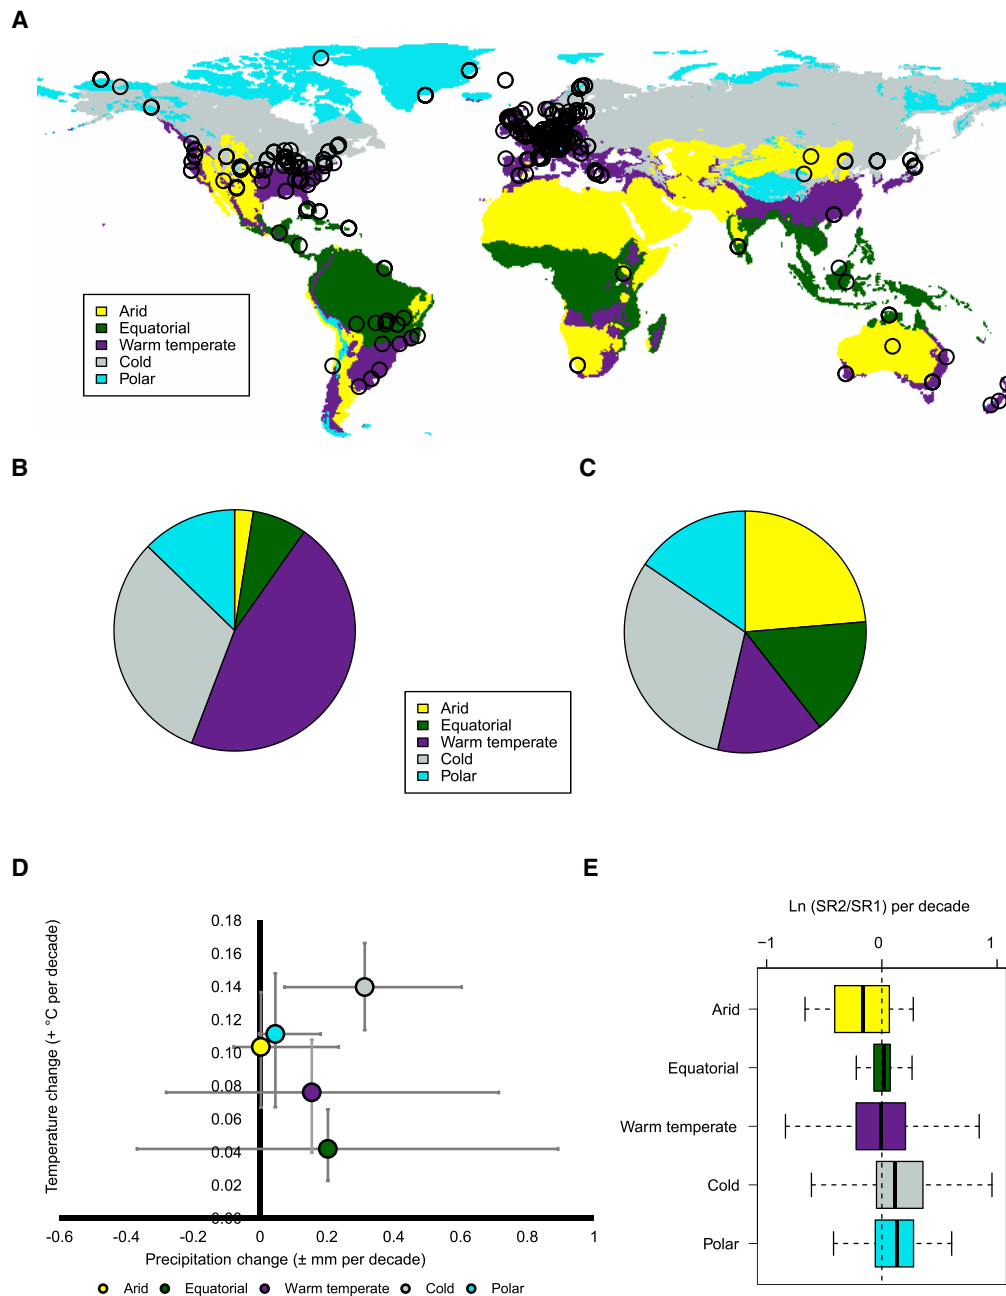 A
Arid
Equatorial
Warm temperate
Cold
Polar
B
C
Arid
Equatorial
Warm temperate
Cold
Polar
D
Temperature change (+ °C per decade)
0.18
0.16
0.14
0.12
0.10
0.08
0.06
0.04
0.02
0.00
-0.6 -0.4 -0.2 0 0.2 0.4 0.6 0.8 1
Precipitation change (± mm per decade)
Arid Equatorial Warm temperate Cold Polar
E
Ln (SR2/SR1) per decade
−1 0 1
Arid
Equatorial
Warm temperate
Cold
Polar